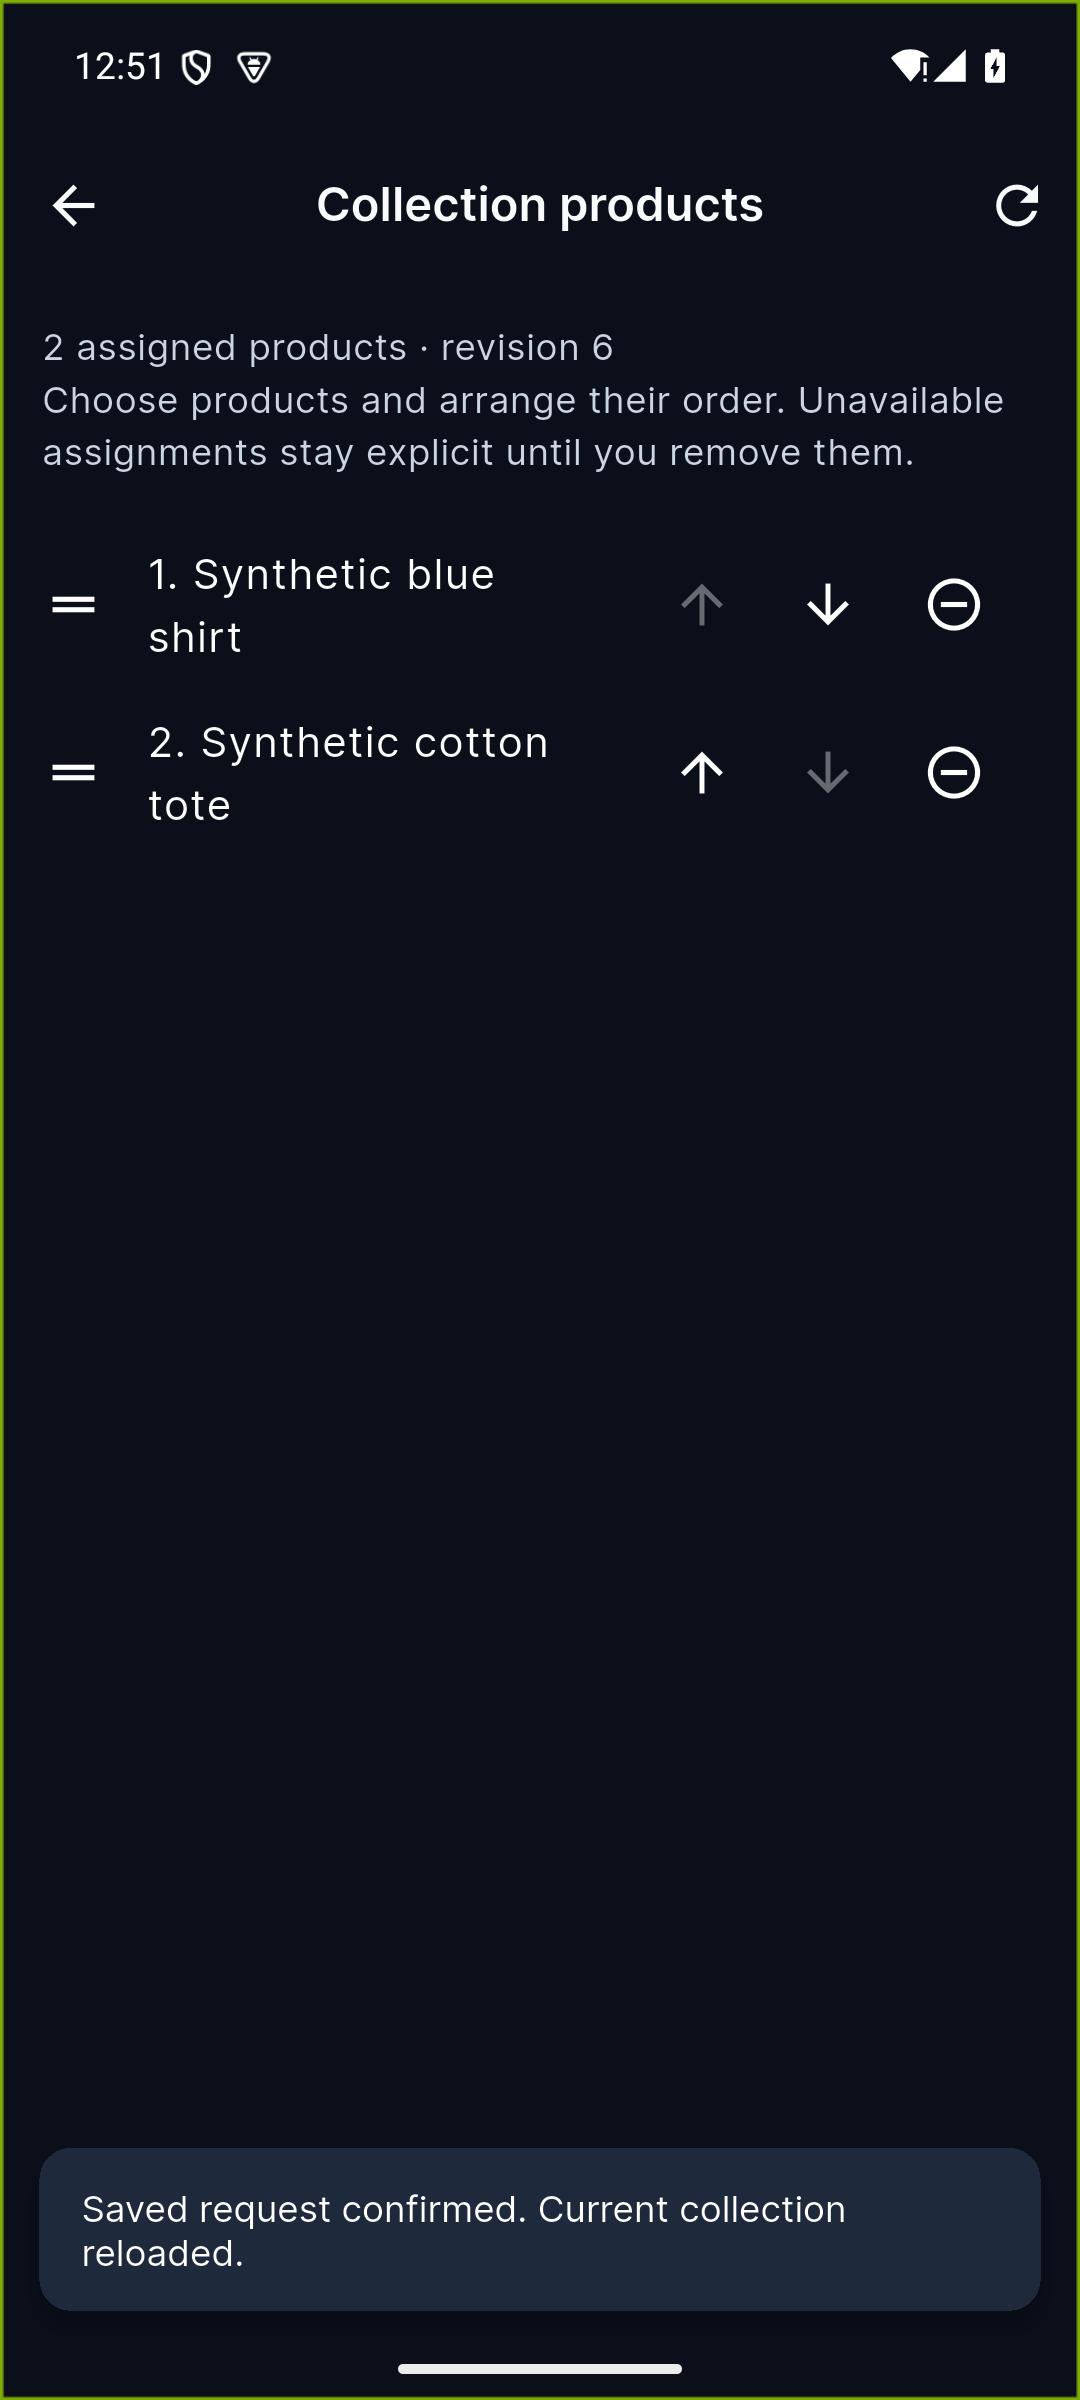 12:51
Collection products
2 assigned products · revision 6
Choose products and arrange their order. Unavailable
assignments stay explicit until you remove them.
1. Synthetic blue
shirt
2. Synthetic cotton
tote
Saved request confirmed. Current collection
reloaded.